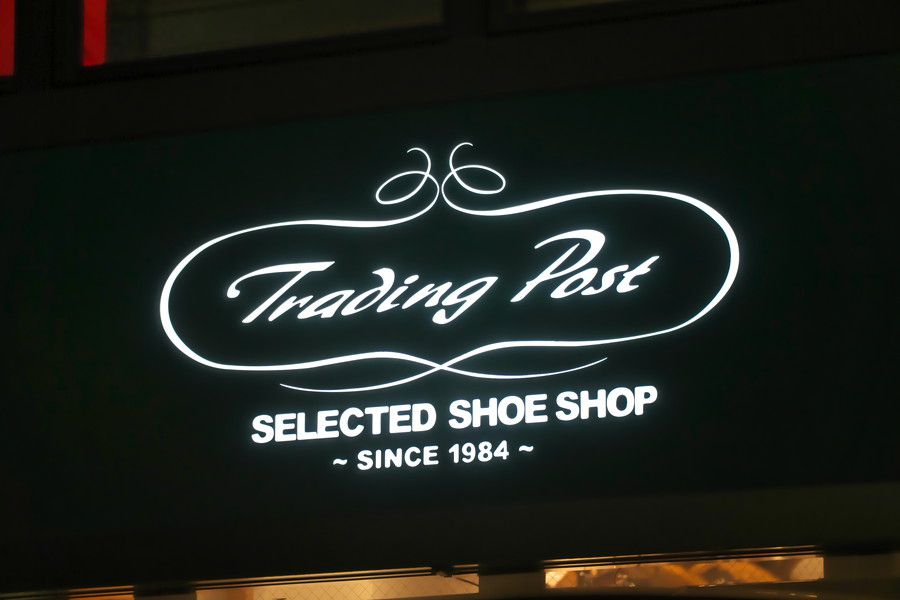 Trading Post
SELECTED SHOE SHOP
~ SINCE 1984 ~